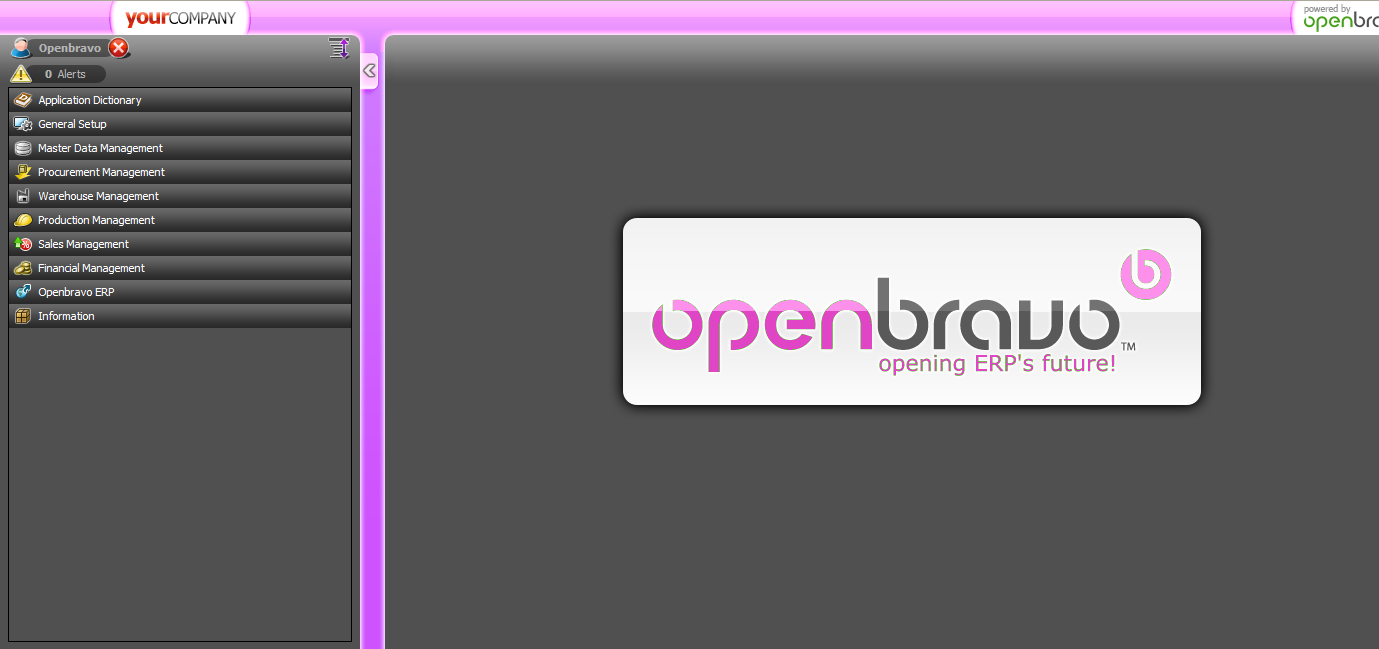 yourCOMPANY
powered by
openbra
Openbravo
0 Alerts
Application Dictionary
General Setup
Master Data Management
Procurement Management
Warehouse Management
Production Management
Sales Management
Financial Management
Openbravo ERP
Information
b
openbravo™
opening ERP's future!